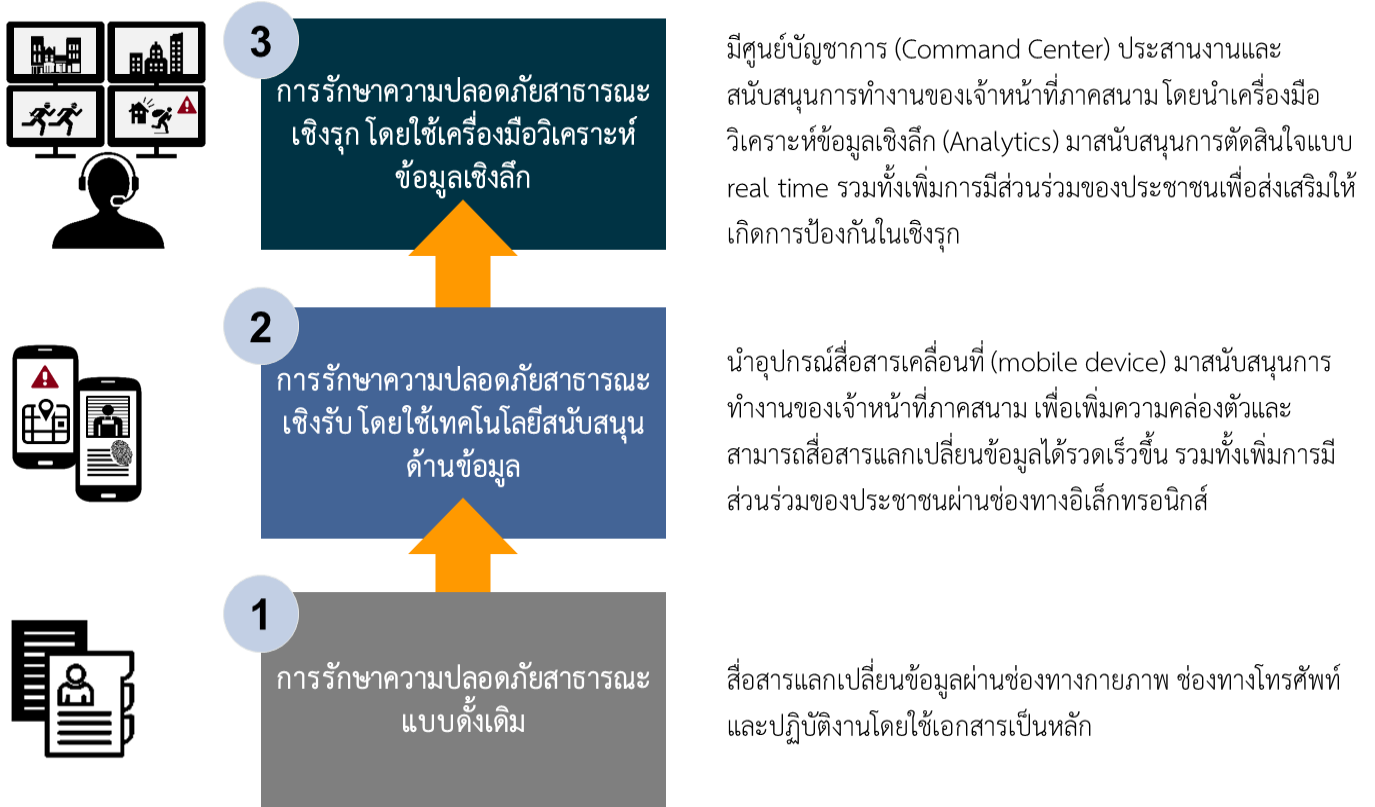 3
การรักษาความปลอดภัยสาธารณะ
เชิงรุก โดยใช้เครื่องมือวิเคราะห์
ข้อมูลเชิงลึก
มีศูนย์บัญชาการ (Command Center) ประสานงานและ
สนับสนุนการทำงานของเจ้าหน้าที่ภาคสนาม โดยนำเครื่องมือ
วิเคราะห์ข้อมูลเชิงลึก (Analytics) มาสนับสนุนการตัดสินใจแบบ
real time รวมทั้งเพิ่มการมีส่วนร่วมของประชาชนเพื่อส่งเสริมให้
เกิดการป้องกันในเชิงรุก
2
การรักษาความปลอดภัยสาธารณะ
เชิงรับ โดยใช้เทคโนโลยีสนับสนุน
ด้านข้อมูล
นำอุปกรณ์สื่อสารเคลื่อนที่ (mobile device) มาสนับสนุนการ
ทำงานของเจ้าหน้าที่ภาคสนาม เพื่อเพิ่มความคล่องตัวและ
สามารถสื่อสารแลกเปลี่ยนข้อมูลได้รวดเร็วขึ้น รวมทั้งเพิ่มการมี
ส่วนร่วมของประชาชนผ่านช่องทางอิเล็กทรอนิกส์
1
การรักษาความปลอดภัยสาธารณะ
แบบดั้งเดิม
สื่อสารแลกเปลี่ยนข้อมูลผ่านช่องทางกายภาพ ช่องทางโทรศัพท์
และปฏิบัติงานโดยใช้เอกสารเป็นหลัก